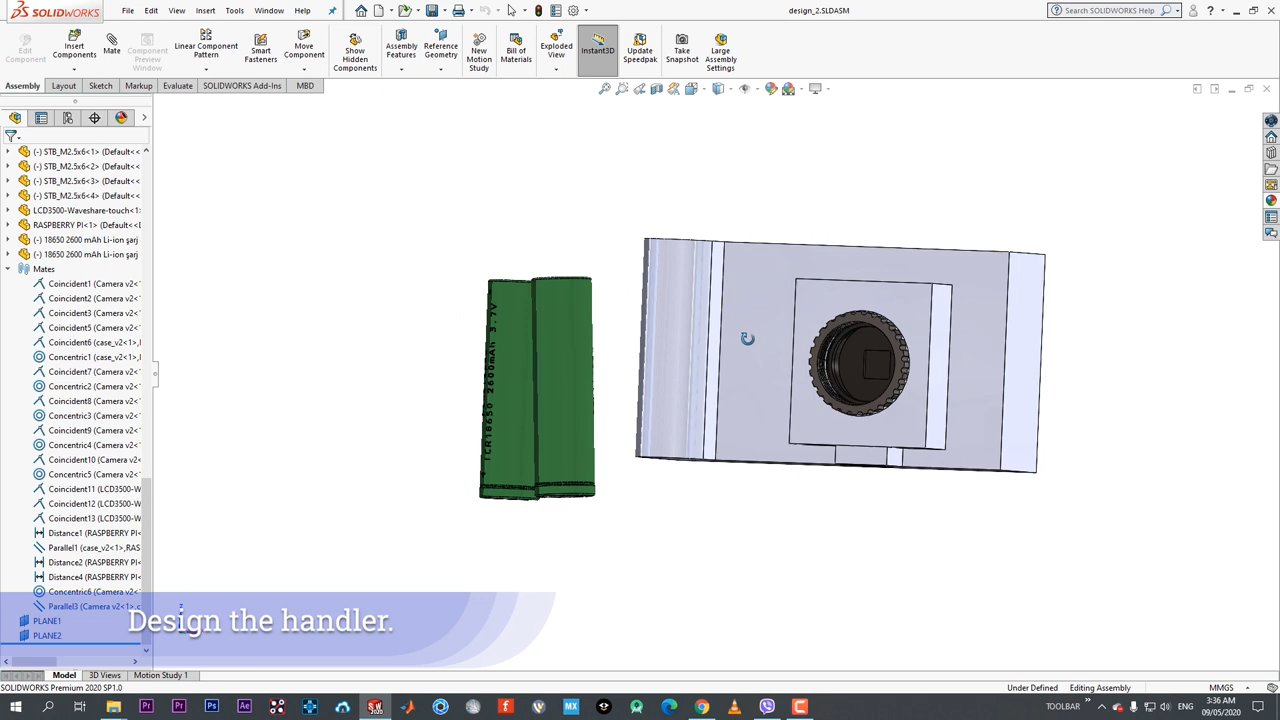 SOLIDWORKS
File Edit View Insert Tools Window Help
design_2.SLDASM
Search SOLIDWORKS Help
Edit Component
Insert Components
Mate
Component Preview Window
Linear Component Pattern
Smart Fasteners
Move Component
Show Hidden Components
Assembly Features
Reference Geometry
New Motion Study
Bill of Materials
Exploded View
Instant3D
Update Speedpak
Take Snapshot
Large Assembly Settings
Assembly Layout Sketch Markup Evaluate SOLIDWORKS Add-Ins MBD
(-) STB_M2.5x6<1> (Default<<
(-) STB_M2.5x6<2> (Default<<
(-) STB_M2.5x6<3> (Default<<
(-) STB_M2.5x6<4> (Default<<
LCD3500-Waveshare-touch<1>
RASPBERRY PI<1> (Default<<D
(-) 18650 2600 mAh Li-ion şarj
(-) 18650 2600 mAh Li-ion şarj
Mates
Coincident1 (Camera v2<
Coincident2 (Camera v2<
Coincident3 (Camera v2<
Coincident5 (Camera v2<
Coincident6 (case_v2<1>,
Concentric1 (case_v2<1>,
Coincident7 (Camera v2<
Concentric2 (Camera v2<
Coincident8 (Camera v2<
Concentric3 (Camera v2<
Coincident9 (Camera v2<
Concentric4 (Camera v2<
Coincident10 (Camera v2<
Concentric5 (Camera v2<
Coincident11 (LCD3500-W
Coincident12 (LCD3500-W
Coincident13 (LCD3500-W
Distance1 (RASPBERRY PI<
Parallel1 (case_v2<1>,RAS
Distance2 (RASPBERRY PI<
Distance4 (RASPBERRY PI<
Concentric6 (Camera v2<
Parallel3 (Camera v2<1>,c
PLANE1
PLANE2
ICR18650 2600mAh 3.7V
Design the handler.
Model 3D Views Motion Study 1
SOLIDWORKS Premium 2020 SP1.0
Under Defined Editing Assembly MMGS
TOOLBAR
3:36 AM
09/05/2020